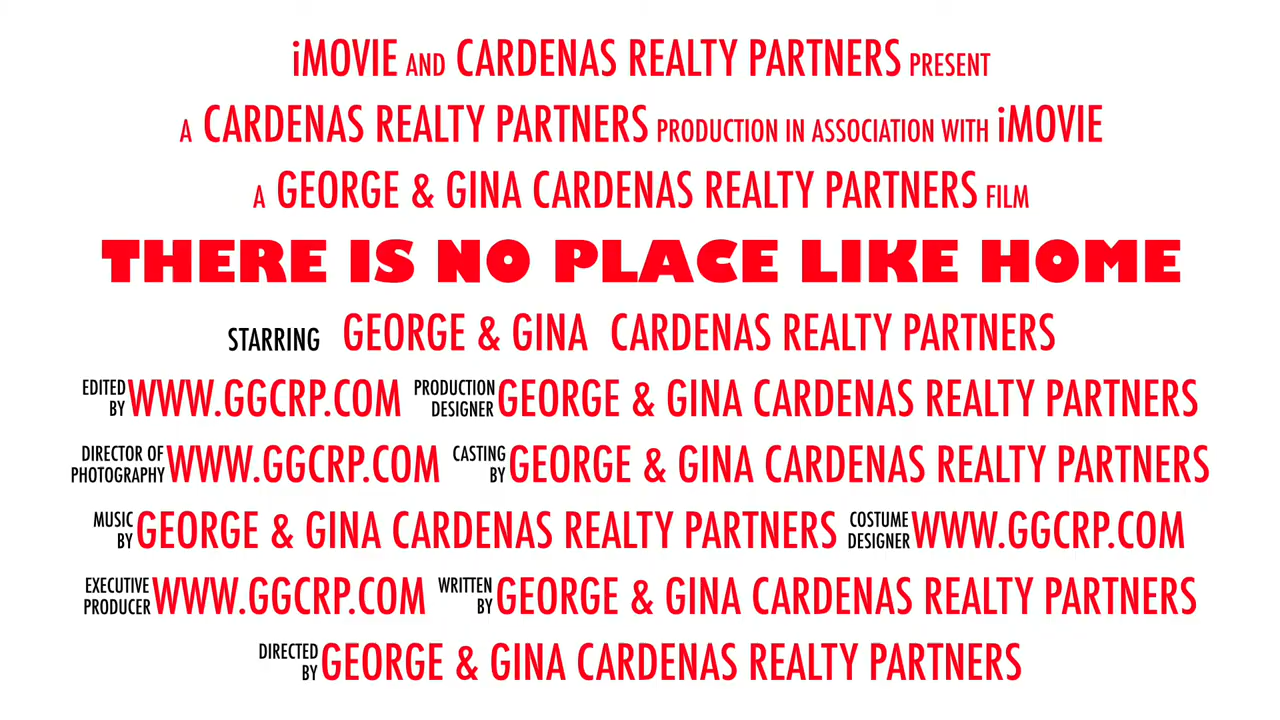 iMOVIE AND CARDENAS REALTY PARTNERS PRESENT
A CARDENAS REALTY PARTNERS PRODUCTION IN ASSOCIATION WITH iMOVIE
A GEORGE & GINA CARDENAS REALTY PARTNERS FILM
THERE IS NO PLACE LIKE HOME
STARRING GEORGE & GINA CARDENAS REALTY PARTNERS
EDITED BY WWW.GGCRP.COM PRODUCTION DESIGNER GEORGE & GINA CARDENAS REALTY PARTNERS
DIRECTOR OF PHOTOGRAPHY WWW.GGCRP.COM CASTING BY GEORGE & GINA CARDENAS REALTY PARTNERS
MUSIC BY GEORGE & GINA CARDENAS REALTY PARTNERS COSTUME DESIGNER WWW.GGCRP.COM
EXECUTIVE PRODUCER WWW.GGCRP.COM WRITTEN BY GEORGE & GINA CARDENAS REALTY PARTNERS
DIRECTED BY GEORGE & GINA CARDENAS REALTY PARTNERS